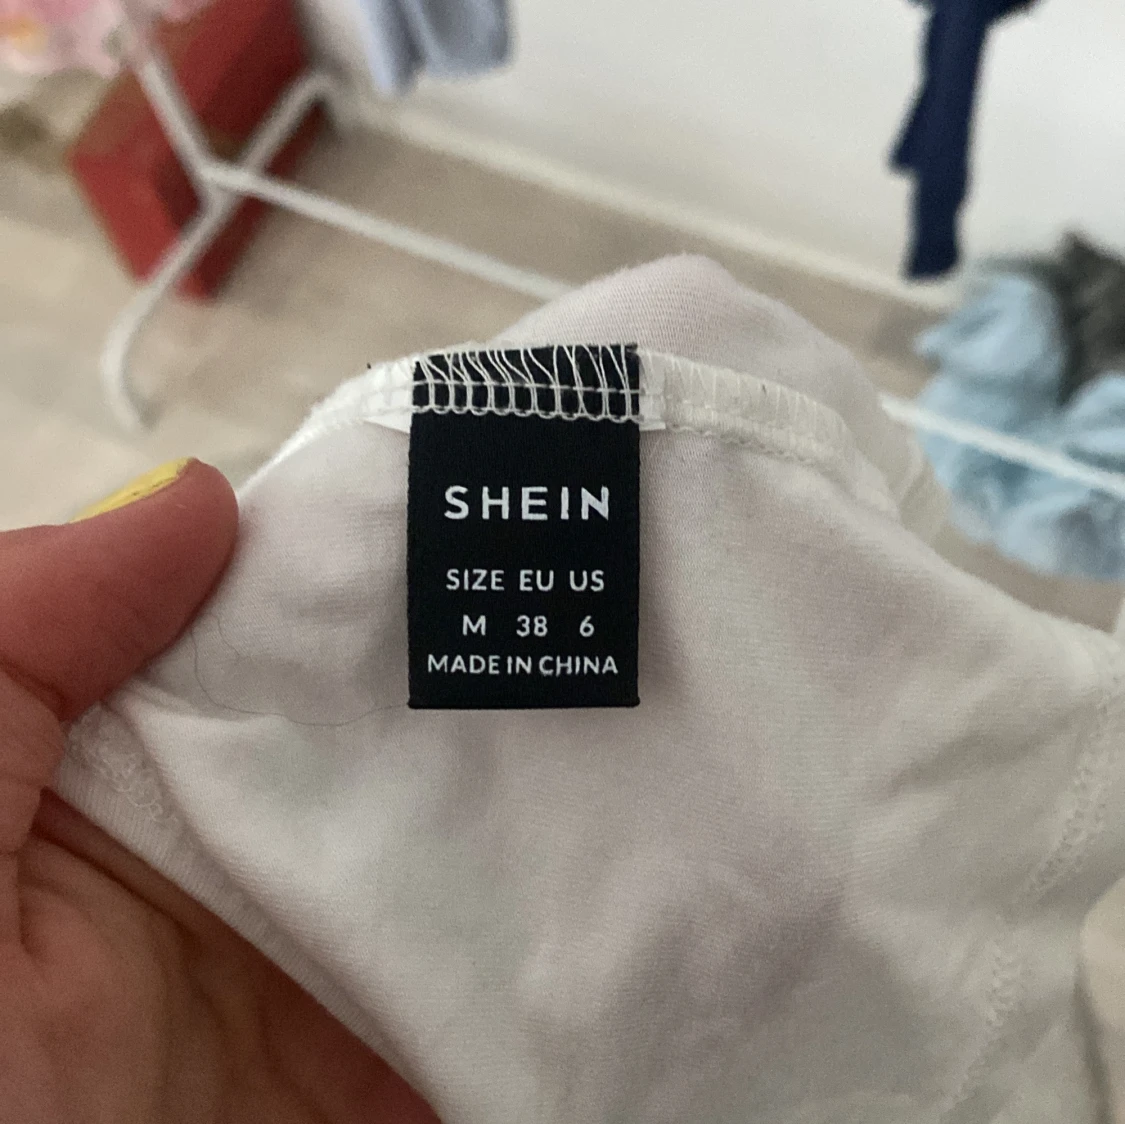 SHEIN
SIZE EU US
M 38 6
MADE IN CHINA